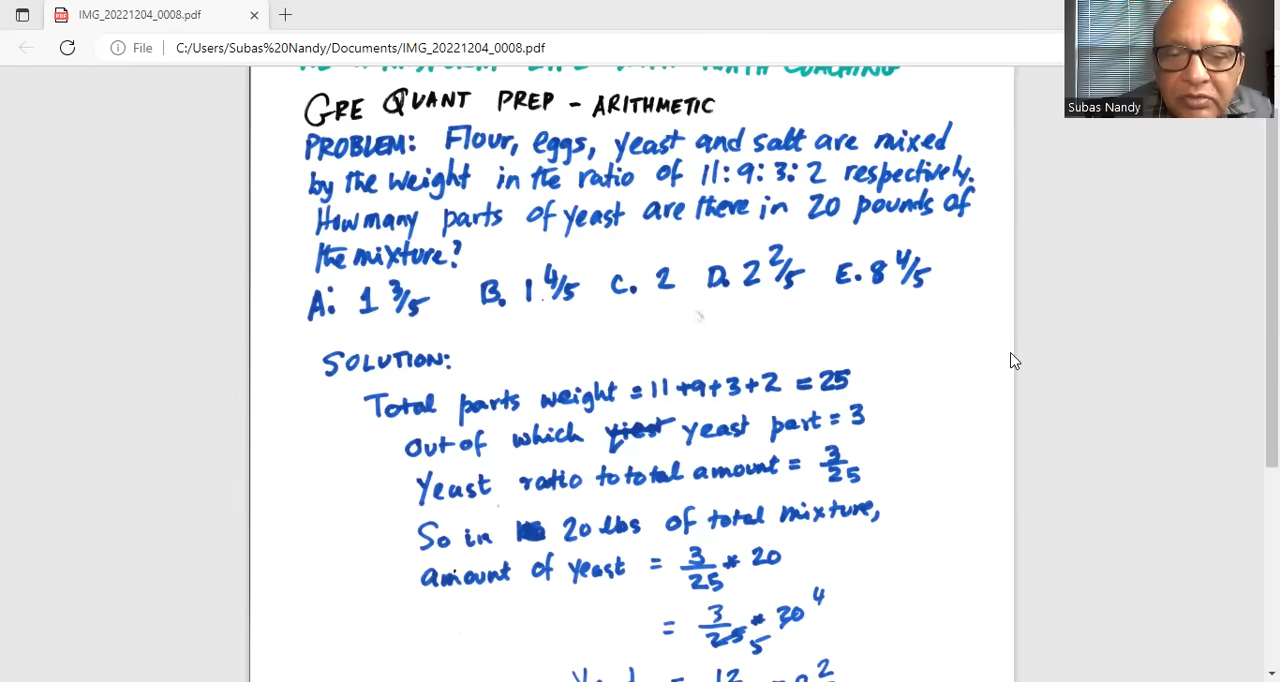 IMG_20221204_0008.pdf
File
C:/Users/Subas%20Nandy/Documents/IMG_20221204_0008.pdf
Subas Nandy
MATH COACHING
GRE QUANT PREP - ARITHMETIC
PROBLEM: Flour, eggs, yeast and salt are mixed
by the weight in the ratio of 11:9:3:2 respectively.
How many parts of yeast are there in 20 pounds of
the mixture?
A: 1 3/5 B. 1 4/5 C. 2 D. 2 2/5 E. 8 4/5
SOLUTION:
Total parts weight = 11+9+3+2 = 25
Out of which yeast part = 3
Yeast ratio to total amount = 3/25
So in 20 lbs of total mixture,
amount of yeast = 3/25 * 20
= 3/25 * 20 4
5